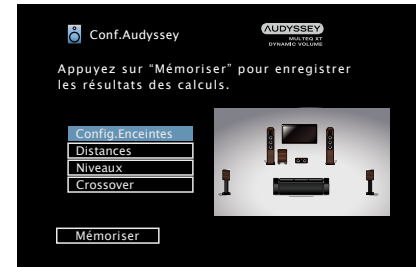 Conf.Audyssey
AUDYSSEY
MULTEQ XT
DYNAMIC VOLUME
Appuyez sur “Mémoriser” pour enregistrer
les résultats des calculs.
Config.Enceintes
Distances
Niveaux
Crossover
Mémoriser